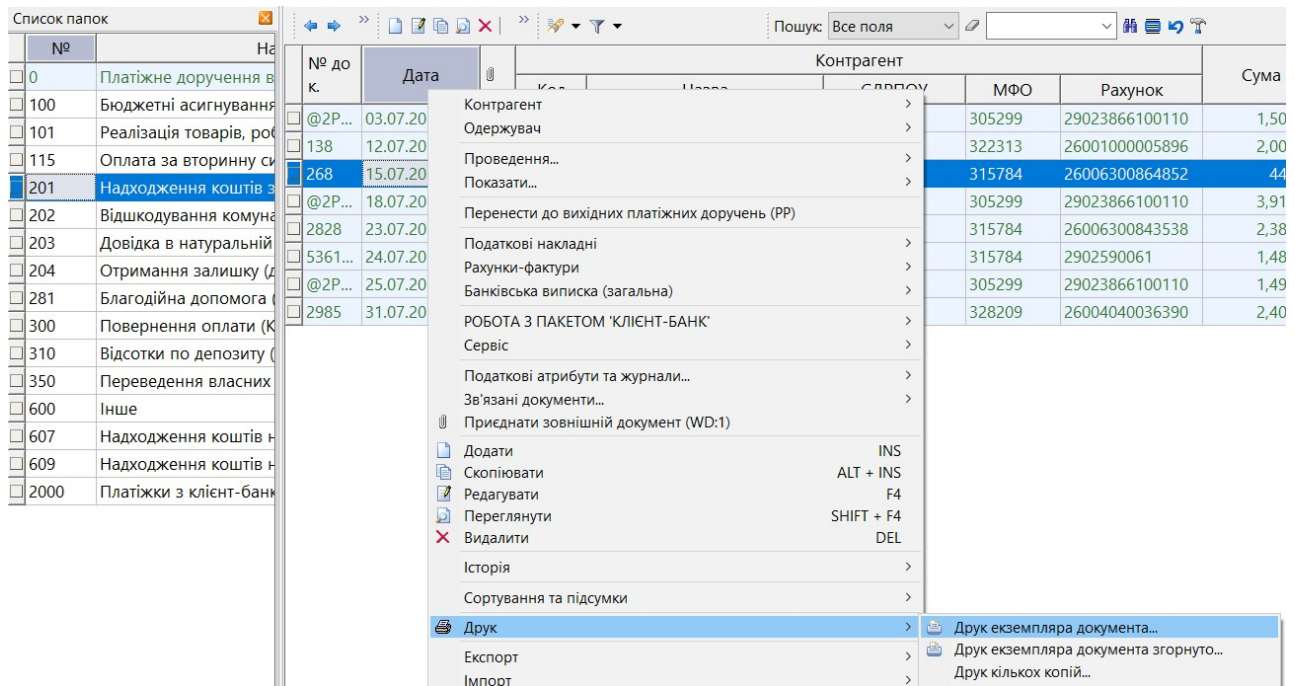 Список папок
№ На
0 Платіжне доручення в
100 Бюджетні асигнування
101 Реалізація товарів, роб
115 Оплата за вторинну си
201 Надходження коштів з
202 Відшкодування комуна
203 Довідка в натуральній
204 Отримання залишку (д
281 Благодійна допомога (
300 Повернення оплати (К
310 Відсотки по депозиту (
350 Переведення власних
600 Інше
607 Надходження коштів н
609 Надходження коштів н
2000 Платіжки з клієнт-банк
Пошук: Все поля
№ до
к.
Дата
Контрагент
Сума
МФО Рахунок
@2P... 03.07.20 305299 29023866100110 1,50
138 12.07.20 322313 26001000005896 2,00
268 15.07.20 315784 26006300864852 44
@2P... 18.07.20 305299 29023866100110 3,91
2828 23.07.20 315784 26006300843538 2,38
5361... 24.07.20 315784 2902590061 1,48
@2P... 25.07.20 305299 29023866100110 1,49
2985 31.07.20 328209 26004040036390 2,40
Контрагент
Одержувач
Проведення...
Показати...
Перенести до вихідних платіжних доручень (PP)
Податкові накладні
Рахунки-фактури
Банківська виписка (загальна)
РОБОТА З ПАКЕТОМ 'КЛІЄНТ-БАНК'
Сервіс
Податкові атрибути та журнали...
Зв'язані документи...
Приєднати зовнішній документ (WD:1)
Додати INS
Скопіювати ALT + INS
Редагувати F4
Переглянути SHIFT + F4
Видалити DEL
Історія
Сортування та підсумки
Друк
Експорт
Імпорт
Друк екземпляра документа...
Друк екземпляра документа згорнуто...
Друк кількох копій...